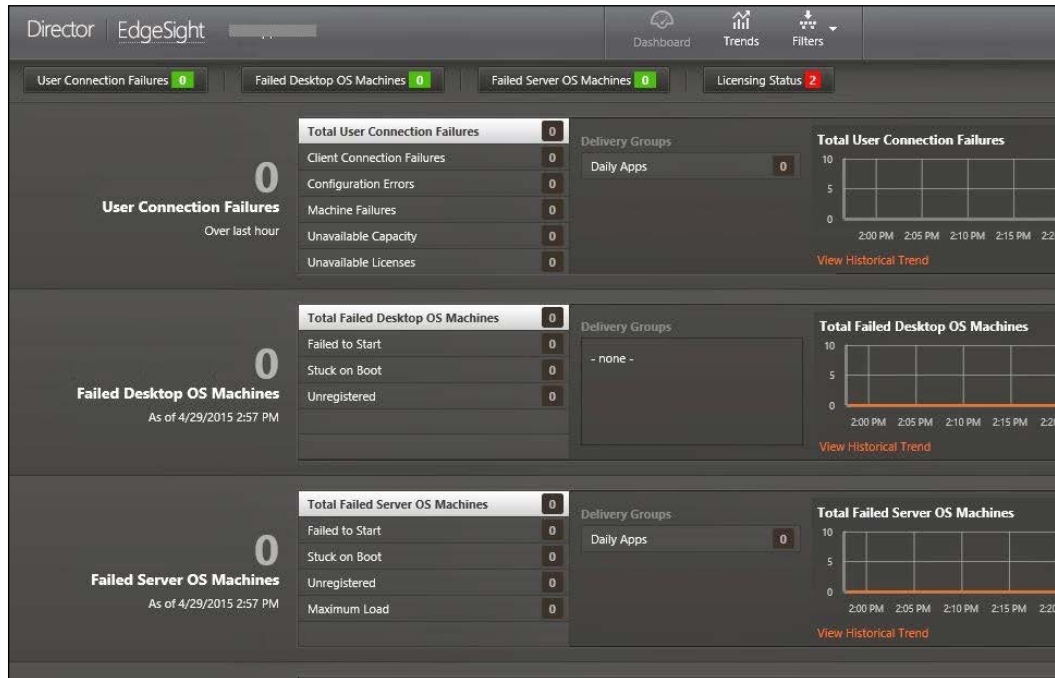 Director EdgeSight
Dashboard Trends Filters
User Connection Failures 0 Failed Desktop OS Machines 0 Failed Server OS Machines 0 Licensing Status 2
0
User Connection Failures
Over last hour
Total User Connection Failures 0
Client Connection Failures 0
Configuration Errors 0
Machine Failures 0
Unavailable Capacity 0
Unavailable Licenses 0
Delivery Groups
Daily Apps 0
Total User Connection Failures
10
5
0
2:00 PM 2:05 PM 2:10 PM 2:15 PM 2:2
View Historical Trend
0
Failed Desktop OS Machines
As of 4/29/2015 2:57 PM
Total Failed Desktop OS Machines 0
Failed to Start 0
Stuck on Boot 0
Unregistered 0
Delivery Groups
- none -
Total Failed Desktop OS Machines
10
5
0
2:00 PM 2:05 PM 2:10 PM 2:15 PM 2:20
View Historical Trend
0
Failed Server OS Machines
As of 4/29/2015 2:57 PM
Total Failed Server OS Machines 0
Failed to Start 0
Stuck on Boot 0
Unregistered 0
Maximum Load 0
Delivery Groups
Daily Apps 0
Total Failed Server OS Machines
10
5
0
2:00 PM 2:05 PM 2:10 PM 2:15 PM 2:20
View Historical Trend